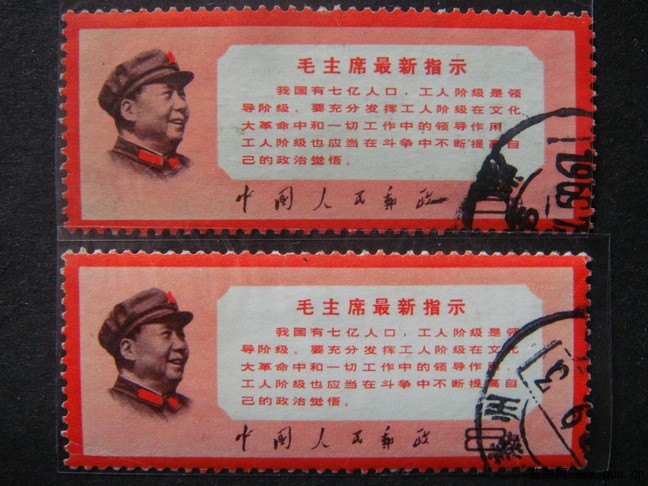 毛主席最新指示
我国有七亿人口，工人阶级是领
导阶级。要充分发挥工人阶级在文化
大革命中和一切工作中的领导作用。
工人阶级也应当在斗争中不断提高自
己的政治觉悟。
中国人民邮政
1969
毛主席最新指示
我国有七亿人口，工人阶级是领
导阶级。要充分发挥工人阶级在文化
大革命中和一切工作中的领导作用
工人阶级也应当在斗争中不断提高自
己的政治觉悟。
中国人民邮政